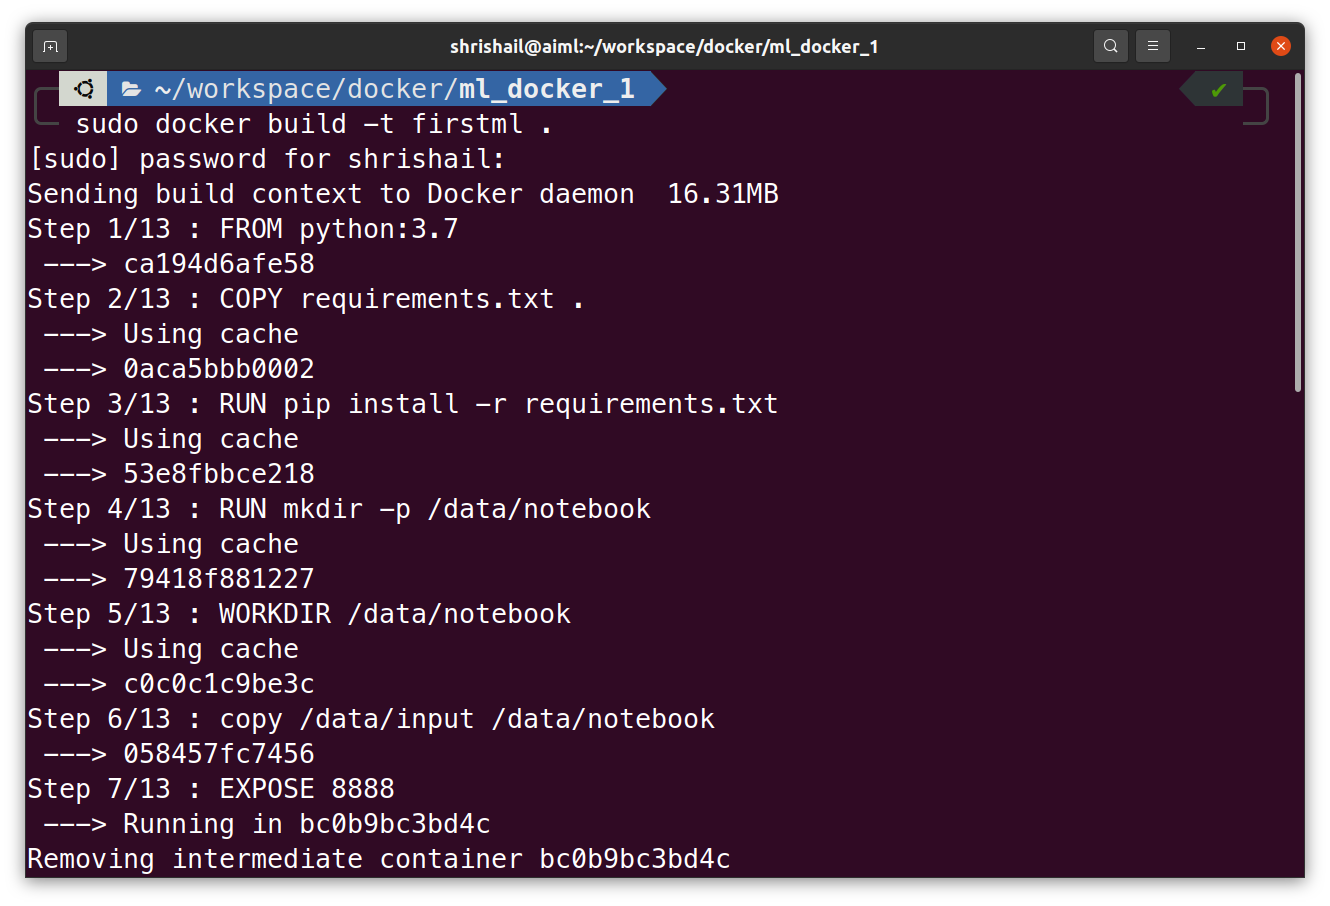 shrishail@aiml:~/workspace/docker/ml_docker_1
~/workspace/docker/ml_docker_1 ✔
sudo docker build -t firstml .
[sudo] password for shrishail:
Sending build context to Docker daemon  16.31MB
Step 1/13 : FROM python:3.7
 ---> ca194d6afe58
Step 2/13 : COPY requirements.txt .
 ---> Using cache
 ---> 0aca5bbb0002
Step 3/13 : RUN pip install -r requirements.txt
 ---> Using cache
 ---> 53e8fbbce218
Step 4/13 : RUN mkdir -p /data/notebook
 ---> Using cache
 ---> 79418f881227
Step 5/13 : WORKDIR /data/notebook
 ---> Using cache
 ---> c0c0c1c9be3c
Step 6/13 : copy /data/input /data/notebook
 ---> 058457fc7456
Step 7/13 : EXPOSE 8888
 ---> Running in bc0b9bc3bd4c
Removing intermediate container bc0b9bc3bd4c